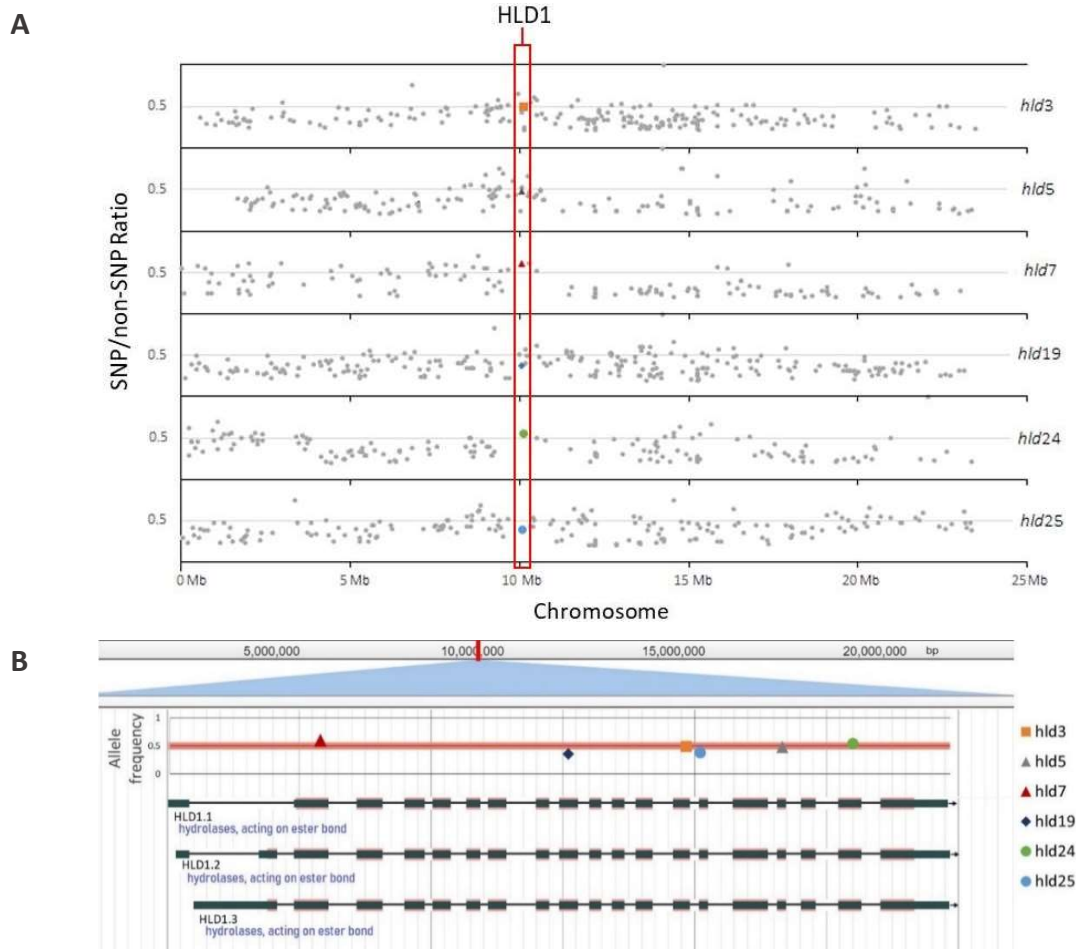 A
HLD1
SNP/non-SNP Ratio
0.5
hld3
0.5
hld5
0.5
hld7
0.5
hld19
0.5
hld24
0.5
hld25
0 Mb
5 Mb
10 Mb
15 Mb
20 Mb
25 Mb
Chromosome
B
5,000,000
10,000,000
15,000,000
20,000,000
bp
Allele
frequency
1
0.5
0
HLD1.1
hydrolases, acting on ester bond
HLD1.2
hydrolases, acting on ester bond
HLD1.3
hydrolases, acting on ester bond
hld3
hld5
hld7
hld19
hld24
hld25